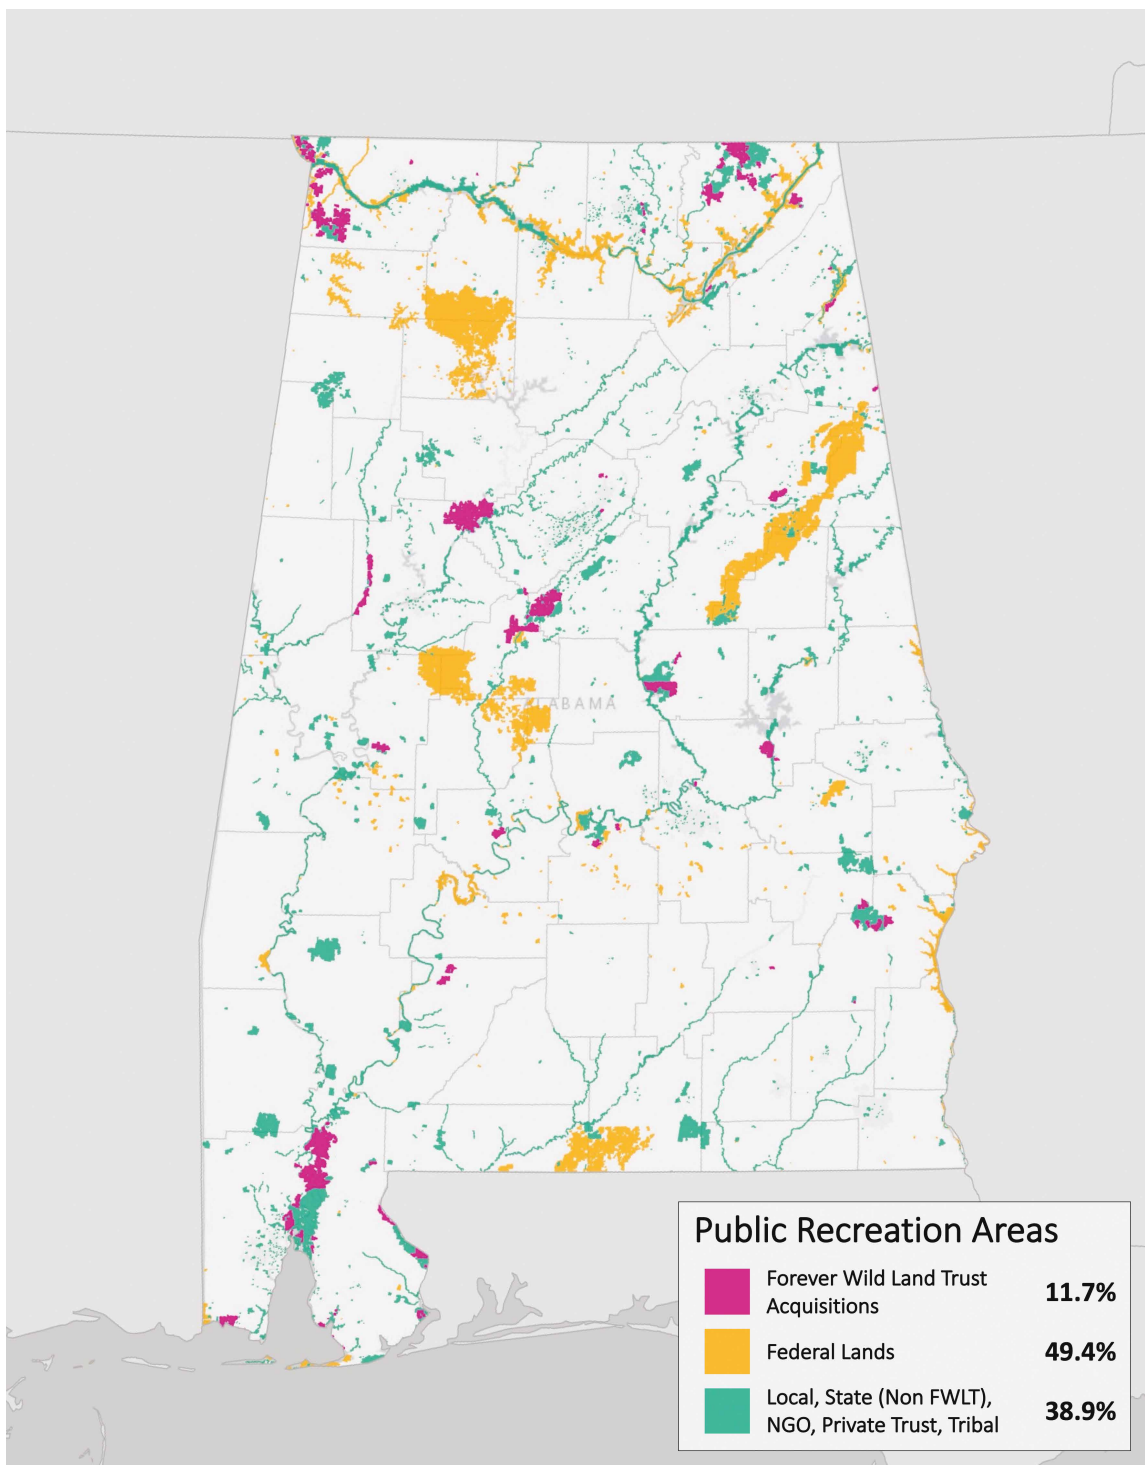 ALABAMA
Public Recreation Areas
Forever Wild Land Trust
Acquisitions
11.7%
Federal Lands
49.4%
Local, State (Non FWLT),
NGO, Private Trust, Tribal
38.9%